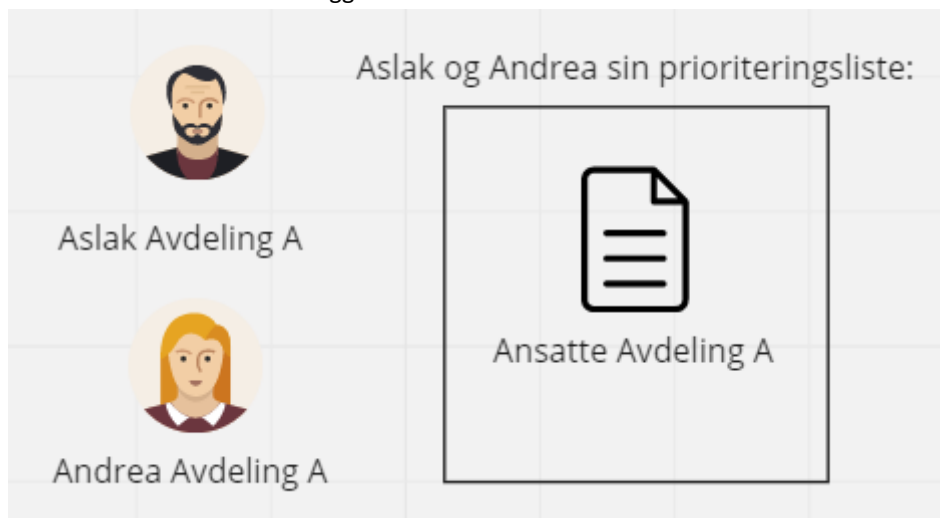 Aslak og Andrea sin prioriteringsliste:
Aslak Avdeling A
Ansatte Avdeling A
Andrea Avdeling A